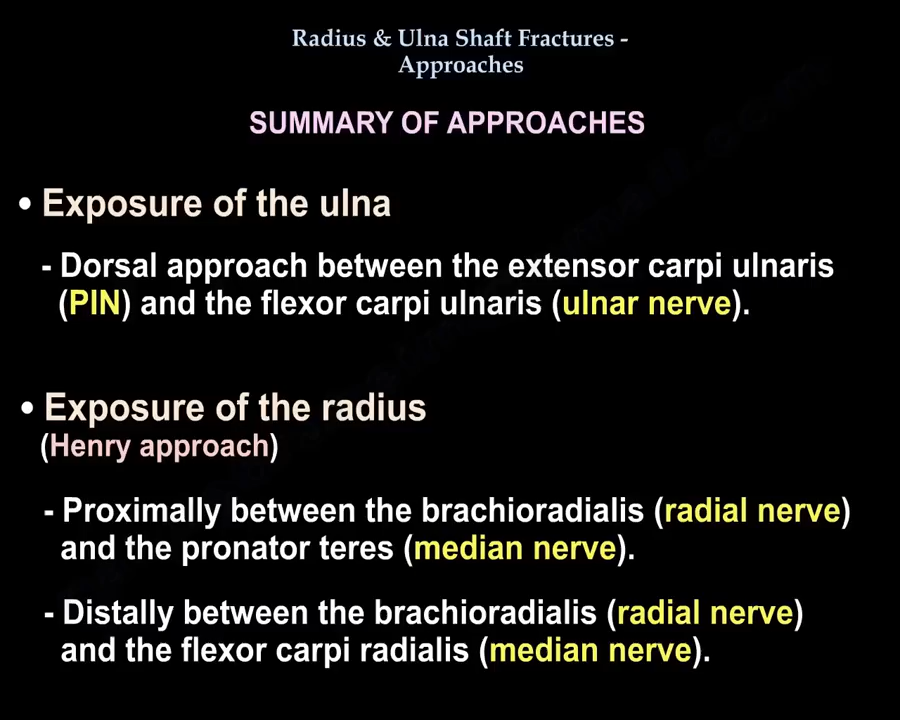 Radius & Ulna Shaft Fractures -
Approaches
SUMMARY OF APPROACHES
• Exposure of the ulna
- Dorsal approach between the extensor carpi ulnaris
(PIN) and the flexor carpi ulnaris (ulnar nerve).
• Exposure of the radius
(Henry approach)
- Proximally between the brachioradialis (radial nerve)
and the pronator teres (median nerve).
- Distally between the brachioradialis (radial nerve)
and the flexor carpi radialis (median nerve).